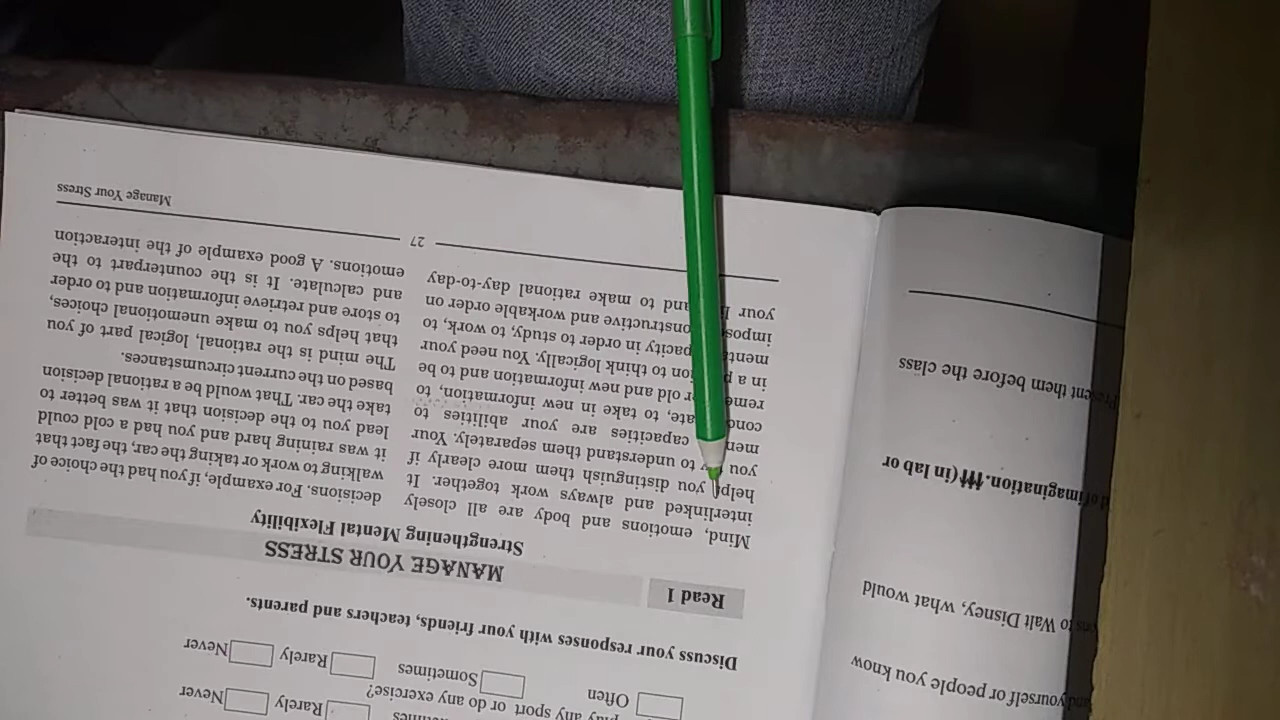 and yourself or people you know
to Walt Disney, what would
of imagination. (in lab or
Present them before the class
play any sport or do any exercise?
Rarely
Never
Often
Sometimes
Rarely
Never
Discuss your responses with your friends, teachers and parents.
Read 1
MANAGE YOUR STRESS
Strengthening Mental Flexibility
Mind, emotions and body are all closely
interlinked and always work together. It
help you distinguish them more clearly if
you to understand them separately. Your
capacities are your abilities to
to take in new information, to
old and new information and to be
in a to think logically. You need your
capacity in order to study, to work, to
constructive and workable order on
your and to make rational day-to-day
decisions. For example, if you had the choice of
walking to work or taking the car, the fact that
it was raining hard and you had a cold could
lead you to the decision that it was better to
take the car. That would be a rational decision
based on the current circumstances.
The mind is the rational, logical part of you
that helps you to make unemotional choices,
to store and retrieve information and to order
and calculate. It is the counterpart to the
emotions. A good example of the interaction
27
Manage Your Stress